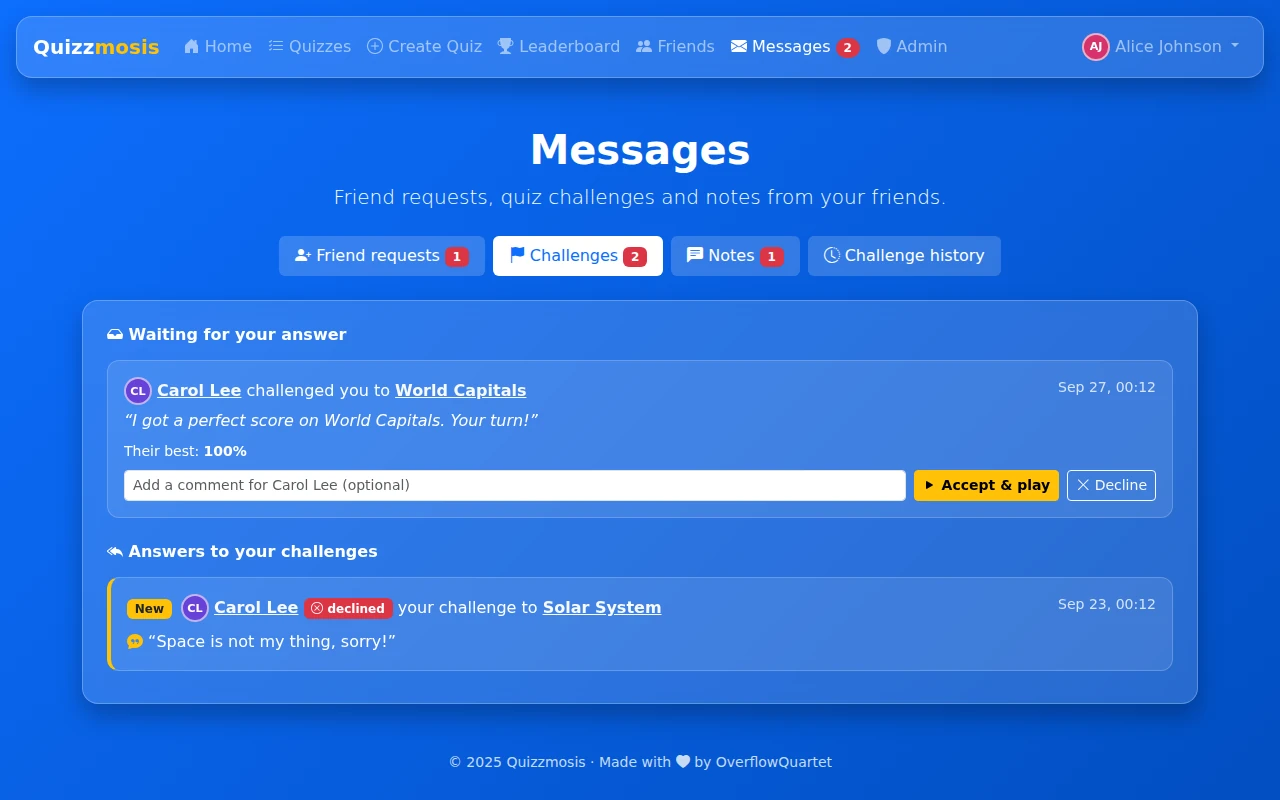 Quizzmosis Home Quizzes Create Quiz Leaderboard Friends Messages 2 Admin AJ Alice Johnson
Messages
Friend requests, quiz challenges and notes from your friends.
Friend requests 1 Challenges 2 Notes 1 Challenge history
Waiting for your answer
CL Carol Lee challenged you to World Capitals Sep 27, 00:12
“I got a perfect score on World Capitals. Your turn!”
Their best: 100%
Add a comment for Carol Lee (optional) Accept & play Decline
Answers to your challenges
New CL Carol Lee declined your challenge to Solar System Sep 23, 00:12
“Space is not my thing, sorry!”
© 2025 Quizzmosis · Made with by OverflowQuartet